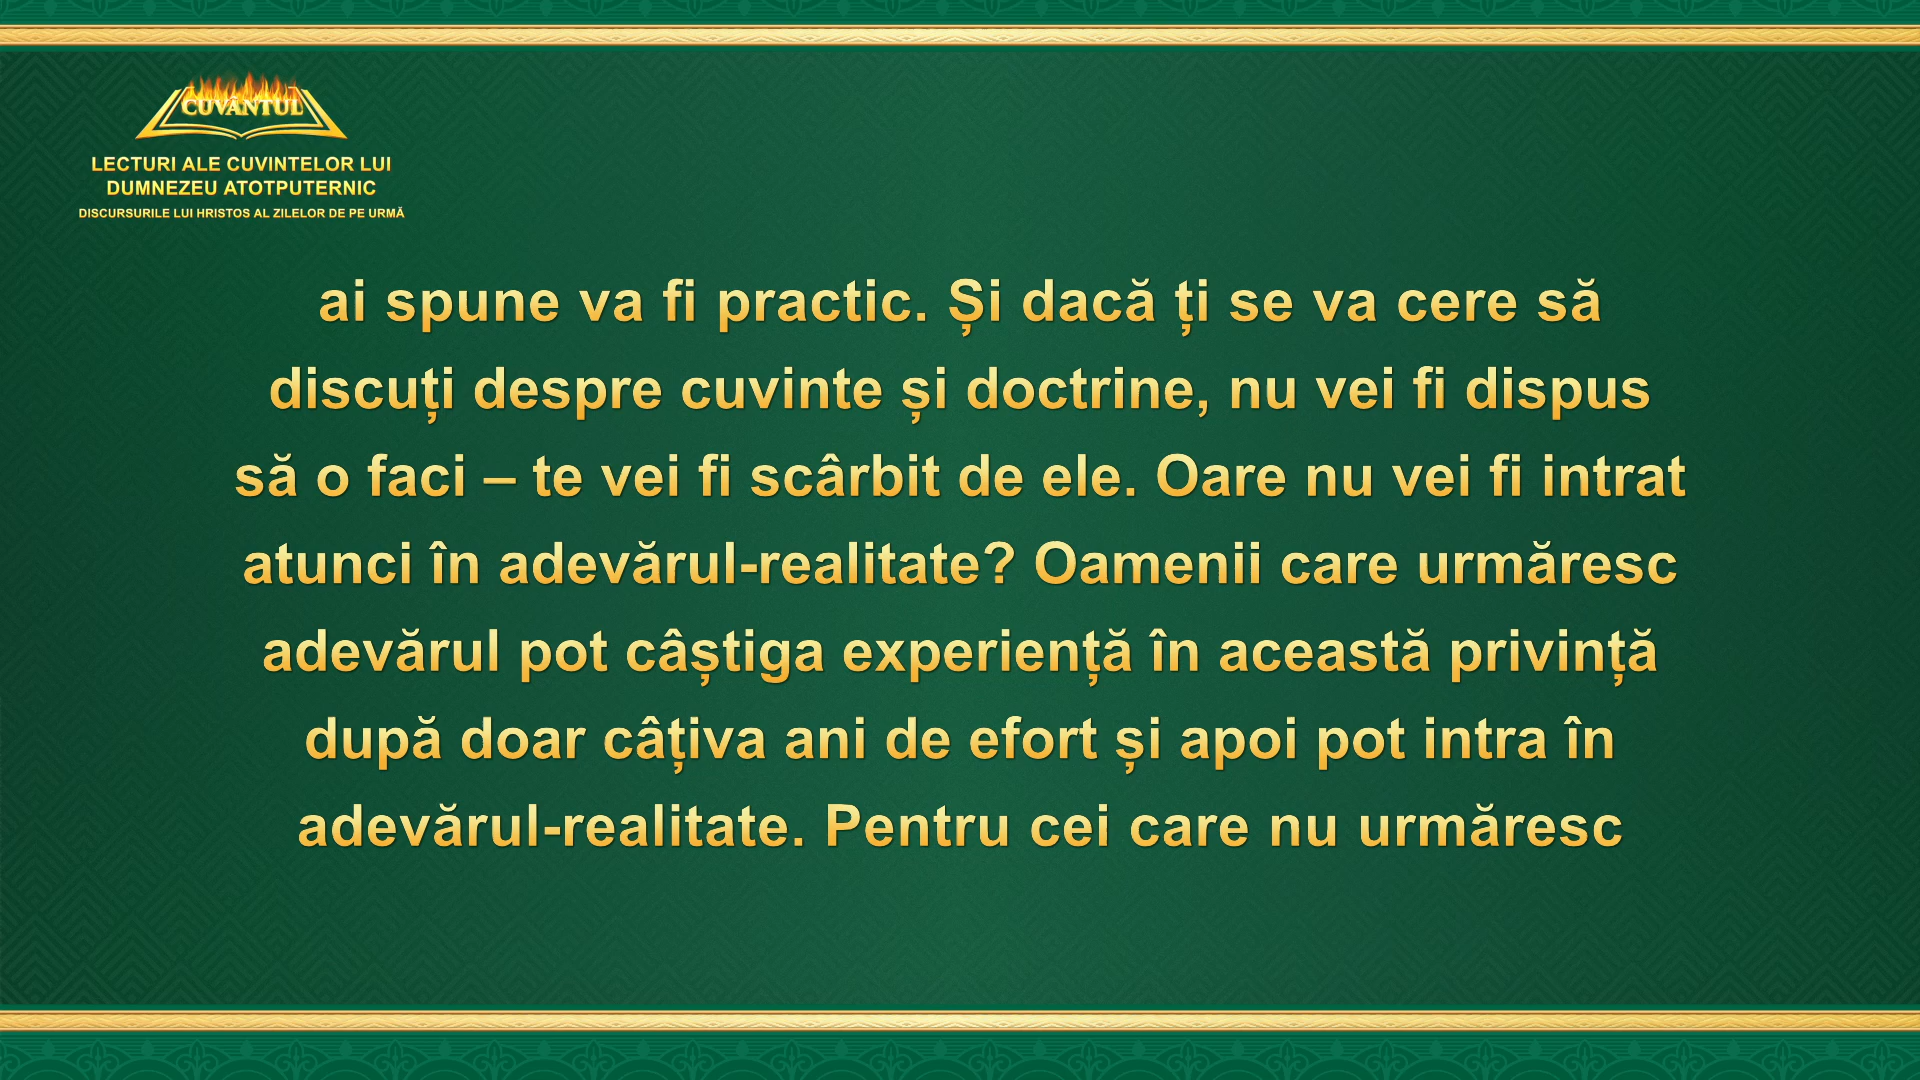 CUVÂNTUL
LECTURI ALE CUVINTELOR LUI
DUMNEZEU ATOTPUTERNIC
DISCURSURILE LUI HRISTOS AL ZILELOR DE PE URMĂ
ai spune va fi practic. Și dacă ți se va cere să
discuți despre cuvinte și doctrine, nu vei fi dispus
să o faci – te vei fi scârbit de ele. Oare nu vei fi intrat
atunci în adevărul-realitate? Oamenii care urmăresc
adevărul pot câștiga experiență în această privință
după doar câțiva ani de efort și apoi pot intra în
adevărul-realitate. Pentru cei care nu urmăresc